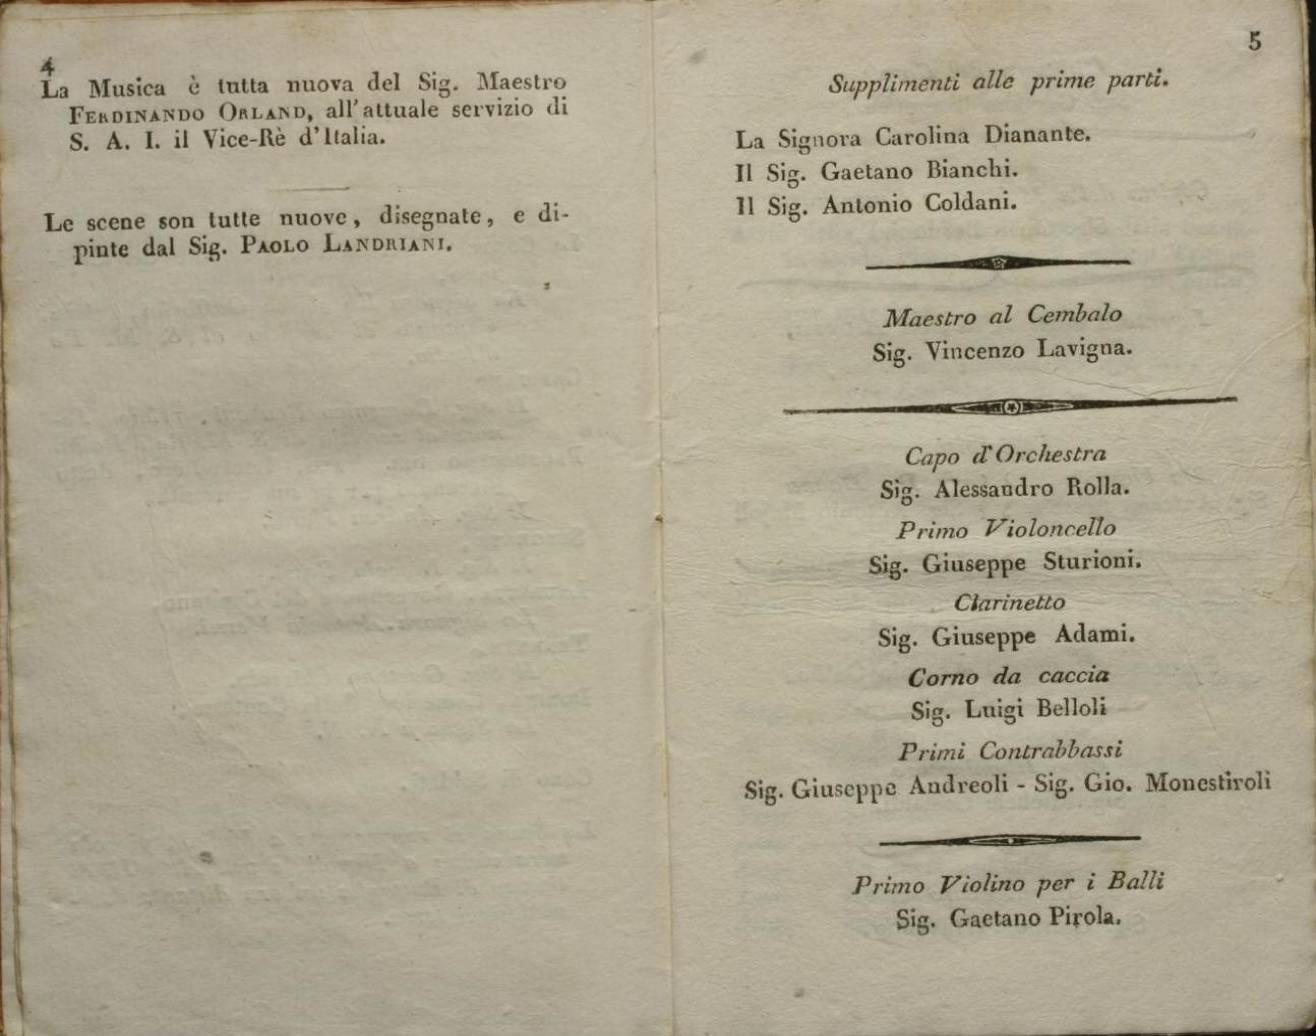 4
La Musica è tutta nuova del Sig. Maestro
FERDINANDO ORLAND, all'attuale servizio di
S. A. I. il Vice-Rè d'Italia.
Le scene son tutte nuove, disegnate, e di-
pinte dal Sig. PAOLO LANDRIANI.
5
Supplimenti alle prime parti.
La Signora Carolina Dianante.
Il Sig. Gaetano Bianchi.
Il Sig. Antonio Coldani.
Maestro al Cembalo
Sig. Vincenzo Lavigna.
Capo d'Orchestra
Sig. Alessandro Rolla.
Primo Violoncello
Sig. Giuseppe Sturioni.
Clarinetto
Sig. Giuseppe Adami.
Corno da caccia
Sig. Luigi Belloli
Primi Contrabbassi
Sig. Giuseppe Andreoli - Sig. Gio. Monestiroli
Primo Violino per i Balli
Sig. Gaetano Pirola.